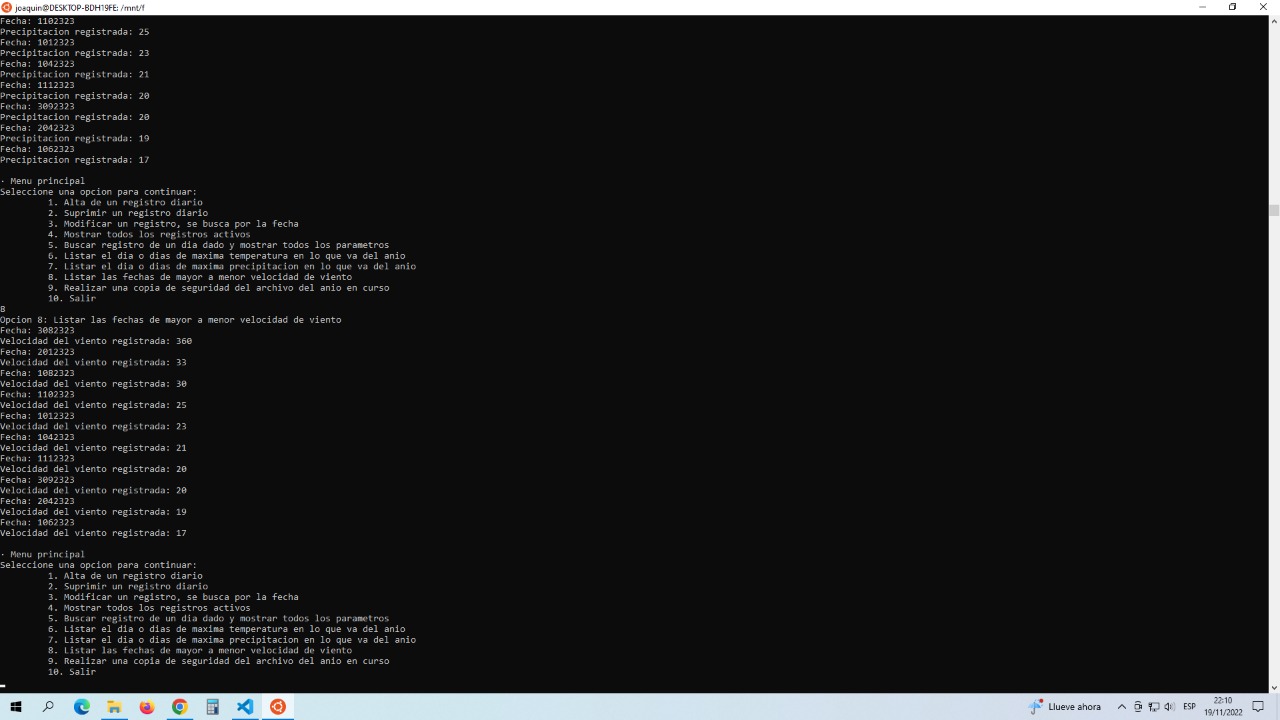 joaquin@DESKTOP-BDH19FE: /mnt/f
Fecha: 1102323
Precipitacion registrada: 25
Fecha: 1012323
Precipitacion registrada: 23
Fecha: 1042323
Precipitacion registrada: 21
Fecha: 1112323
Precipitacion registrada: 20
Fecha: 3092323
Precipitacion registrada: 20
Fecha: 2042323
Precipitacion registrada: 19
Fecha: 1062323
Precipitacion registrada: 17
· Menu principal
Seleccione una opcion para continuar:
1. Alta de un registro diario
2. Suprimir un registro diario
3. Modificar un registro, se busca por la fecha
4. Mostrar todos los registros activos
5. Buscar registro de un dia dado y mostrar todos los parametros
6. Listar el dia o dias de maxima temperatura en lo que va del anio
7. Listar el dia o dias de maxima precipitacion en lo que va del anio
8. Listar las fechas de mayor a menor velocidad de viento
9. Realizar una copia de seguridad del archivo del anio en curso
10. Salir
8
Opcion 8: Listar las fechas de mayor a menor velocidad de viento
Fecha: 3082323
Velocidad del viento registrada: 360
Fecha: 2012323
Velocidad del viento registrada: 33
Fecha: 1082323
Velocidad del viento registrada: 30
Fecha: 1102323
Velocidad del viento registrada: 25
Fecha: 1012323
Velocidad del viento registrada: 23
Fecha: 1042323
Velocidad del viento registrada: 21
Fecha: 1112323
Velocidad del viento registrada: 20
Fecha: 3092323
Velocidad del viento registrada: 20
Fecha: 2042323
Velocidad del viento registrada: 19
Fecha: 1062323
Velocidad del viento registrada: 17
· Menu principal
Seleccione una opcion para continuar:
1. Alta de un registro diario
2. Suprimir un registro diario
3. Modificar un registro, se busca por la fecha
4. Mostrar todos los registros activos
5. Buscar registro de un dia dado y mostrar todos los parametros
6. Listar el dia o dias de maxima temperatura en lo que va del anio
7. Listar el dia o dias de maxima precipitacion en lo que va del anio
8. Listar las fechas de mayor a menor velocidad de viento
9. Realizar una copia de seguridad del archivo del anio en curso
10. Salir
Llueve ahora
ESP
22:10
19/11/2022